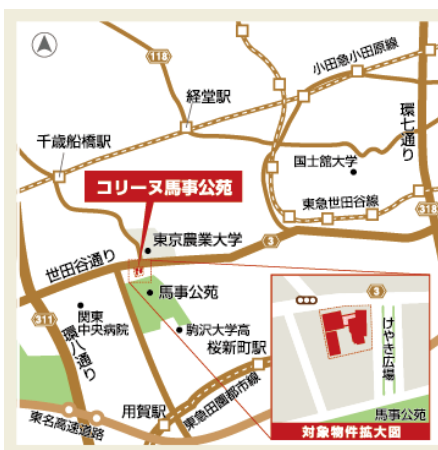 118
小田急小田原線
経堂駅
環七通り
千歳船橋駅
国士館大学
コリーヌ馬事公苑
東急世田谷線
318
東京農業大学
3
世田谷通り
馬事公苑
3
311
関東
中央病院
環八通り
駒沢大学高
桜新町駅
けやき広場
用賀駅
東急田園都市線
馬事公苑
東名高速道路
対象物件拡大図